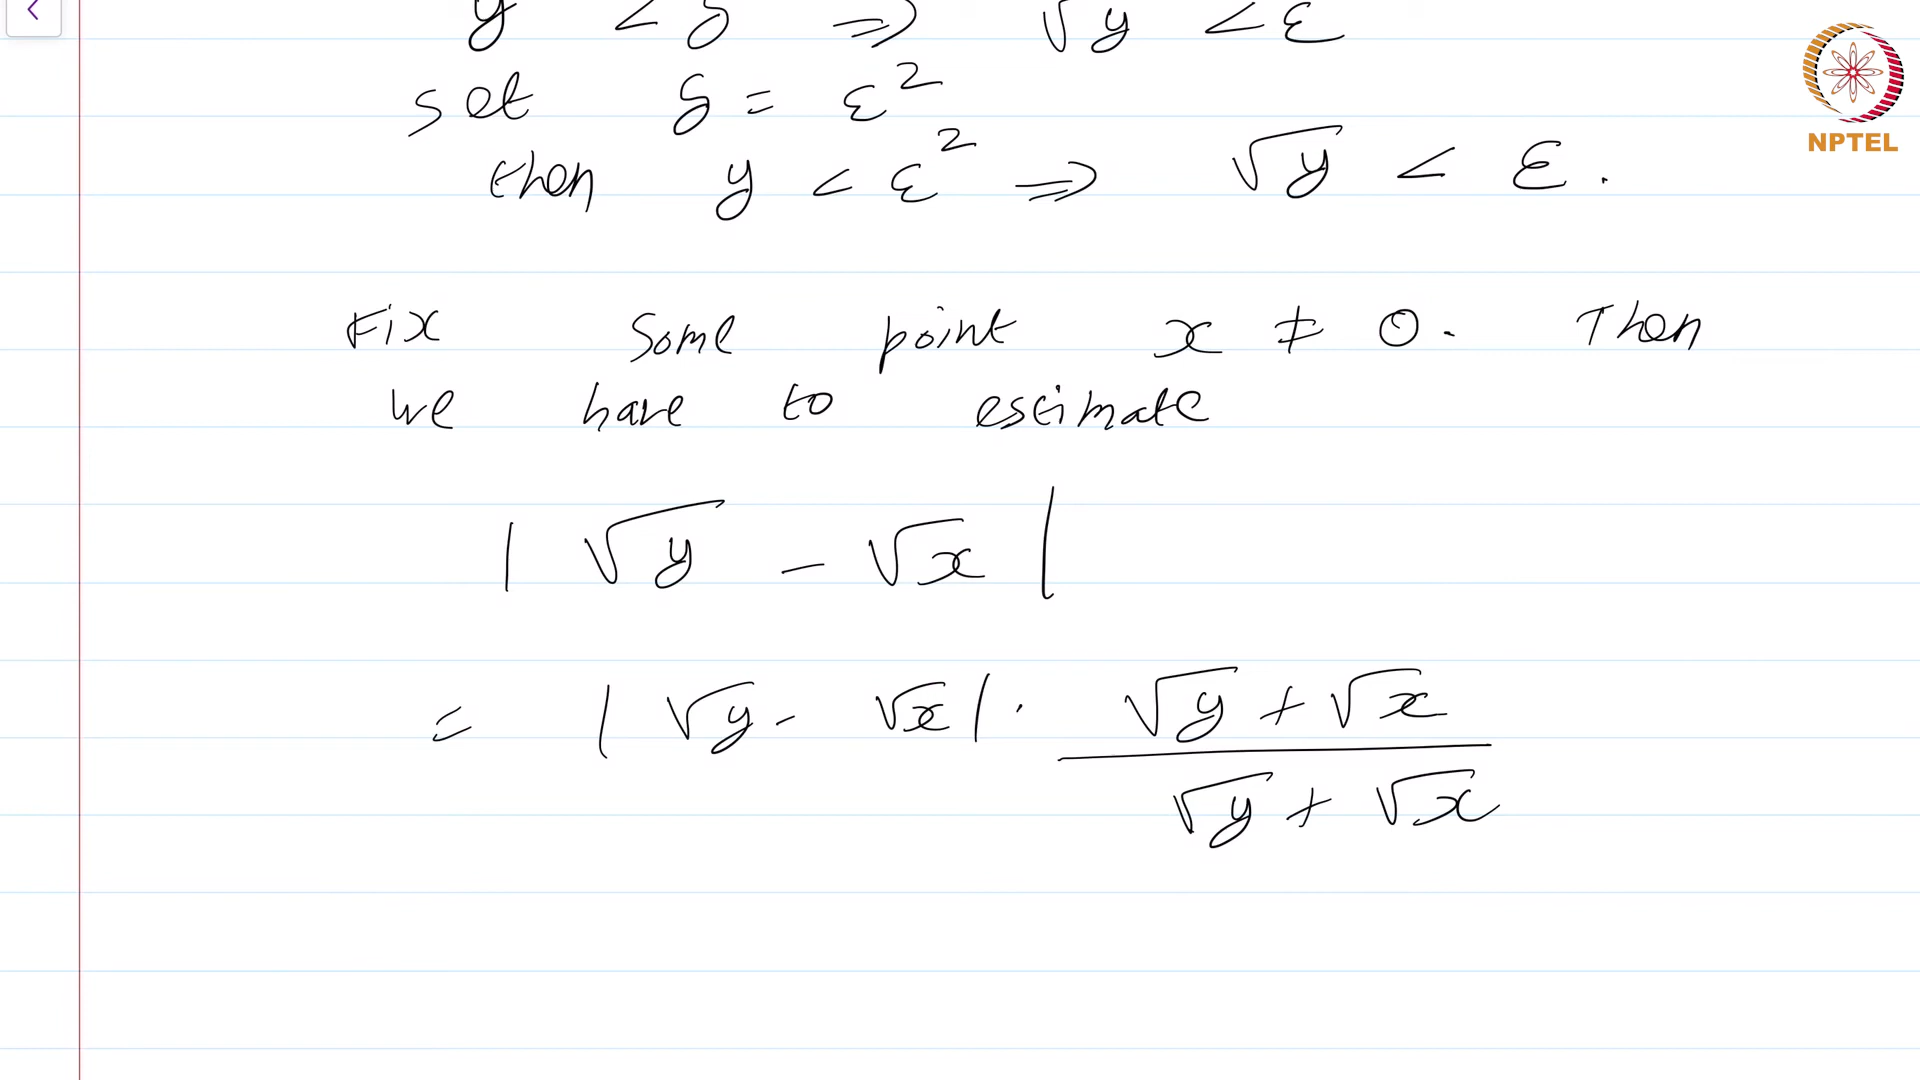 y < δ ⇒ √y < ε
set δ = ε²
then y < ε² ⇒ √y < ε.
Fix some point x ≠ 0. Then
we have to estimate
| √y - √x |
= | √y - √x | · (√y + √x) / (√y + √x)
NPTEL